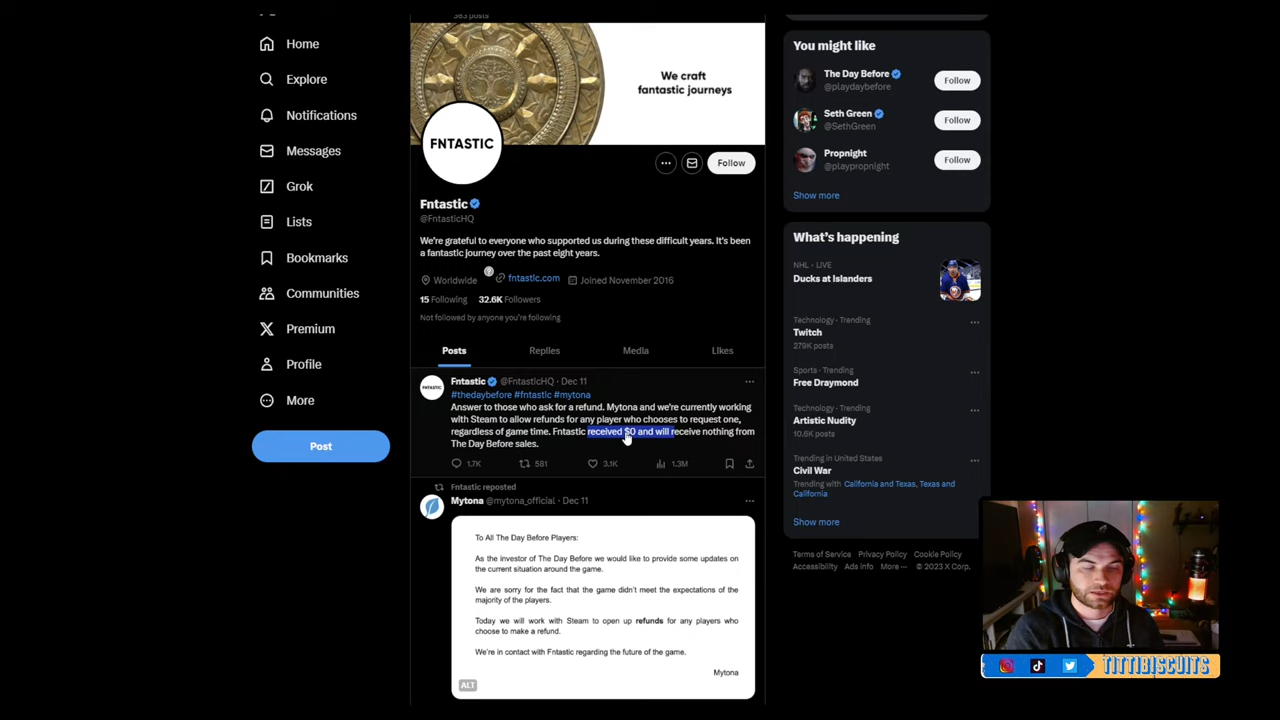 383 posts
We craft
fantastic journeys
FNTASTIC
Follow
Fntastic
@FntasticHQ
We're grateful to everyone who supported us during these difficult years. It's been
a fantastic journey over the past eight years.
Worldwide
fntastic.com
Joined November 2016
15 Following
32.6K Followers
Not followed by anyone you're following
Posts
Replies
Media
Likes
FNTASTIC
Fntastic @FntasticHQ · Dec 11
#thedaybefore #fntastic #mytona
Answer to those who ask for a refund. Mytona and we're currently working
with Steam to allow refunds for any player who chooses to request one,
regardless of game time. Fntastic received $0 and will receive nothing from
The Day Before sales.
1.7K
581
3.1K
1.3M
Fntastic reposted
Mytona @mytona_official · Dec 11
To All The Day Before Players:
As the investor of The Day Before we would like to provide some updates on
the current situation around the game.
We are sorry for the fact that the game didn't meet the expectations of the
majority of the players.
Today we will work with Steam to open up refunds for any players who
choose to make a refund.
We're in contact with Fntastic regarding the future of the game.
Mytona
ALT
Home
Explore
Notifications
Messages
Grok
Lists
Bookmarks
Communities
Premium
Profile
More
Post
You might like
The Day Before
@playdaybefore
Follow
Seth Green
@SethGreen
Follow
Propnight
@playpropnight
Follow
Show more
What's happening
NHL · LIVE
Ducks at Islanders
Technology · Trending
Twitch
279K posts
Sports · Trending
Free Draymond
Technology · Trending
Artistic Nudity
10.6K posts
Trending in United States
Civil War
Trending with California and Texas, Texas and
California
Show more
Terms of Service
Privacy Policy
Cookie Policy
Accessibility
Ads info
More ···
© 2023 X Corp.
TITTIBISCUITS